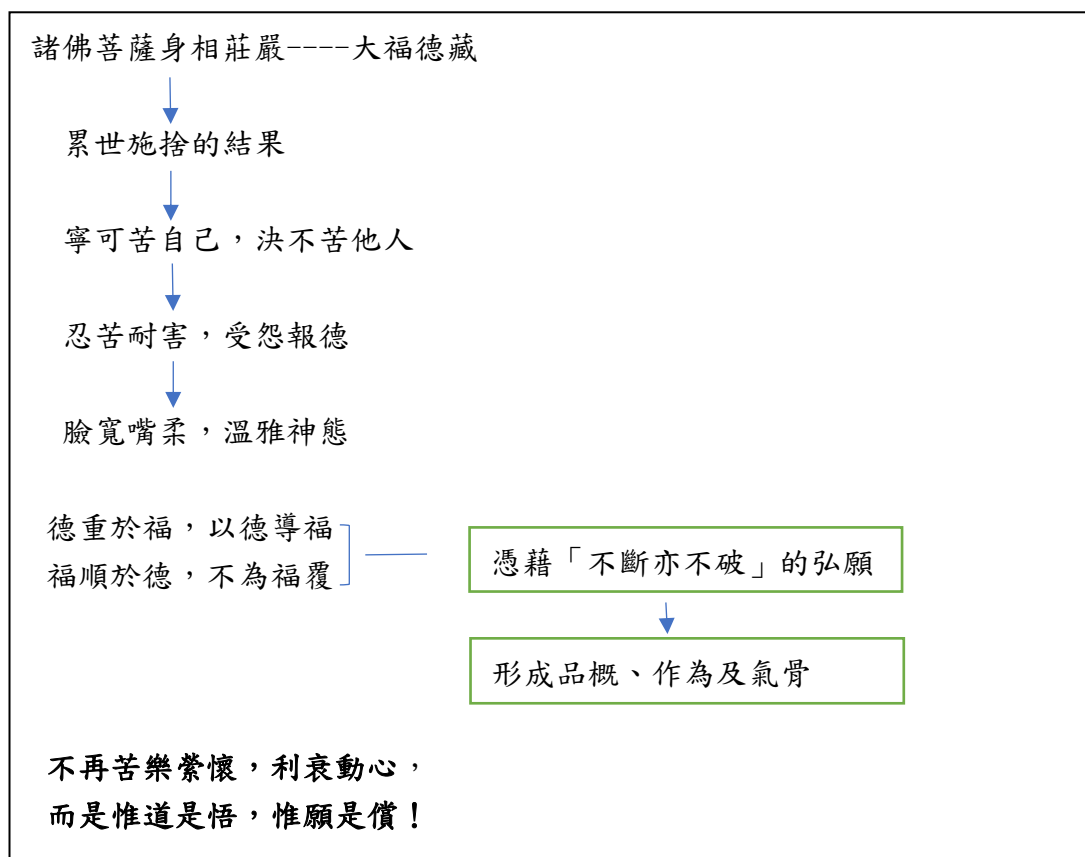 諸佛菩薩身相莊嚴----大福德藏
累世施捨的結果
寧可苦自己，決不苦他人
忍苦耐害，受怨報德
臉寬嘴柔，溫雅神態
德重於福，以德導福
福順於德，不為福覆
憑藉「不斷亦不破」的弘願
形成品概、作為及氣骨
不再苦樂縈懷，利衰動心，
而是惟道是悟，惟願是償！